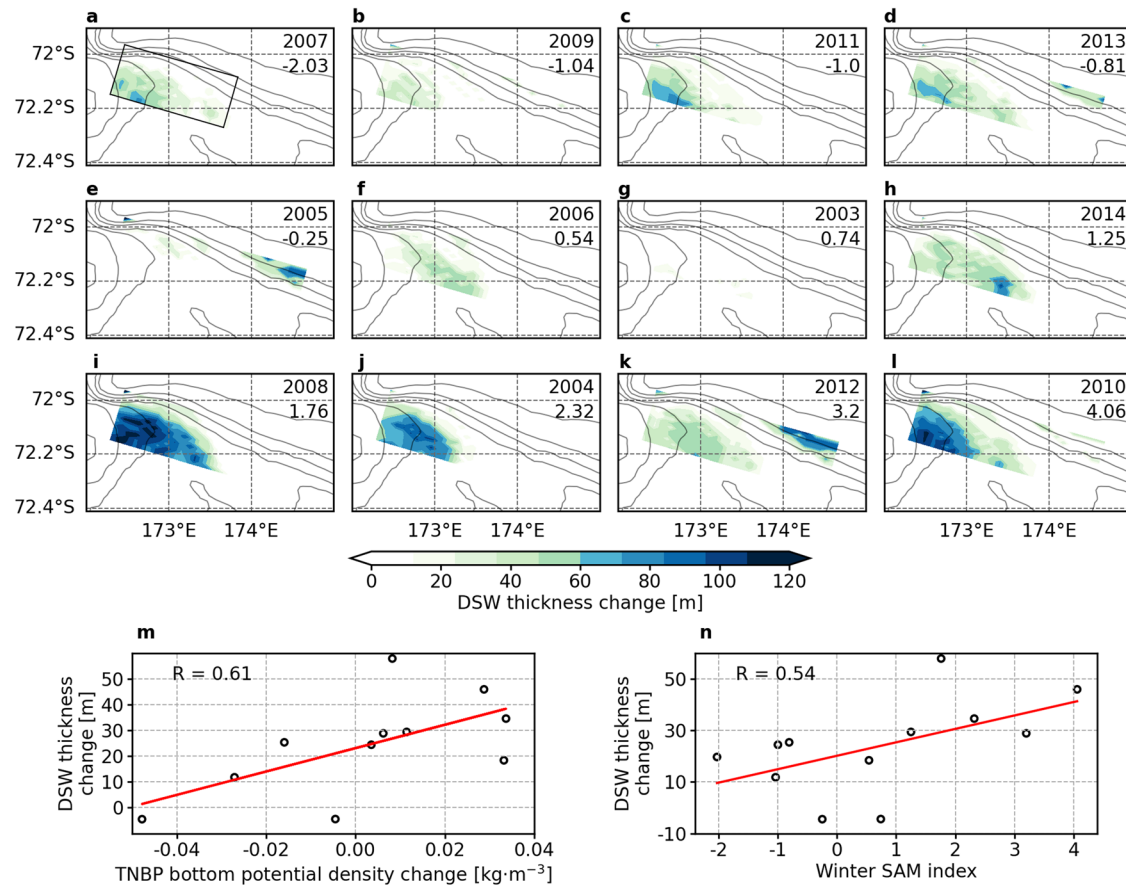 a b c d
72°S 2007 2009 2011 2013
-2.03 -1.04 -1.0 -0.81
72.2°S
72.4°S
e f g h
72°S 2005 2006 2003 2014
-0.25 0.54 0.74 1.25
72.2°S
72.4°S
i j k l
72°S 2008 2004 2012 2010
1.76 2.32 3.2 4.06
72.2°S
72.4°S
173°E 174°E 173°E 174°E 173°E 174°E 173°E 174°E
0 20 40 60 80 100 120
DSW thickness change [m]
m
R = 0.61
DSW thickness
change [m]
50
40
30
20
10
0
-0.04 -0.02 0.00 0.02 0.04
TNBP bottom potential density change [kg·m⁻³]
n
R = 0.54
DSW thickness
change [m]
50
30
10
-10
-2 -1 0 1 2 3 4
Winter SAM index